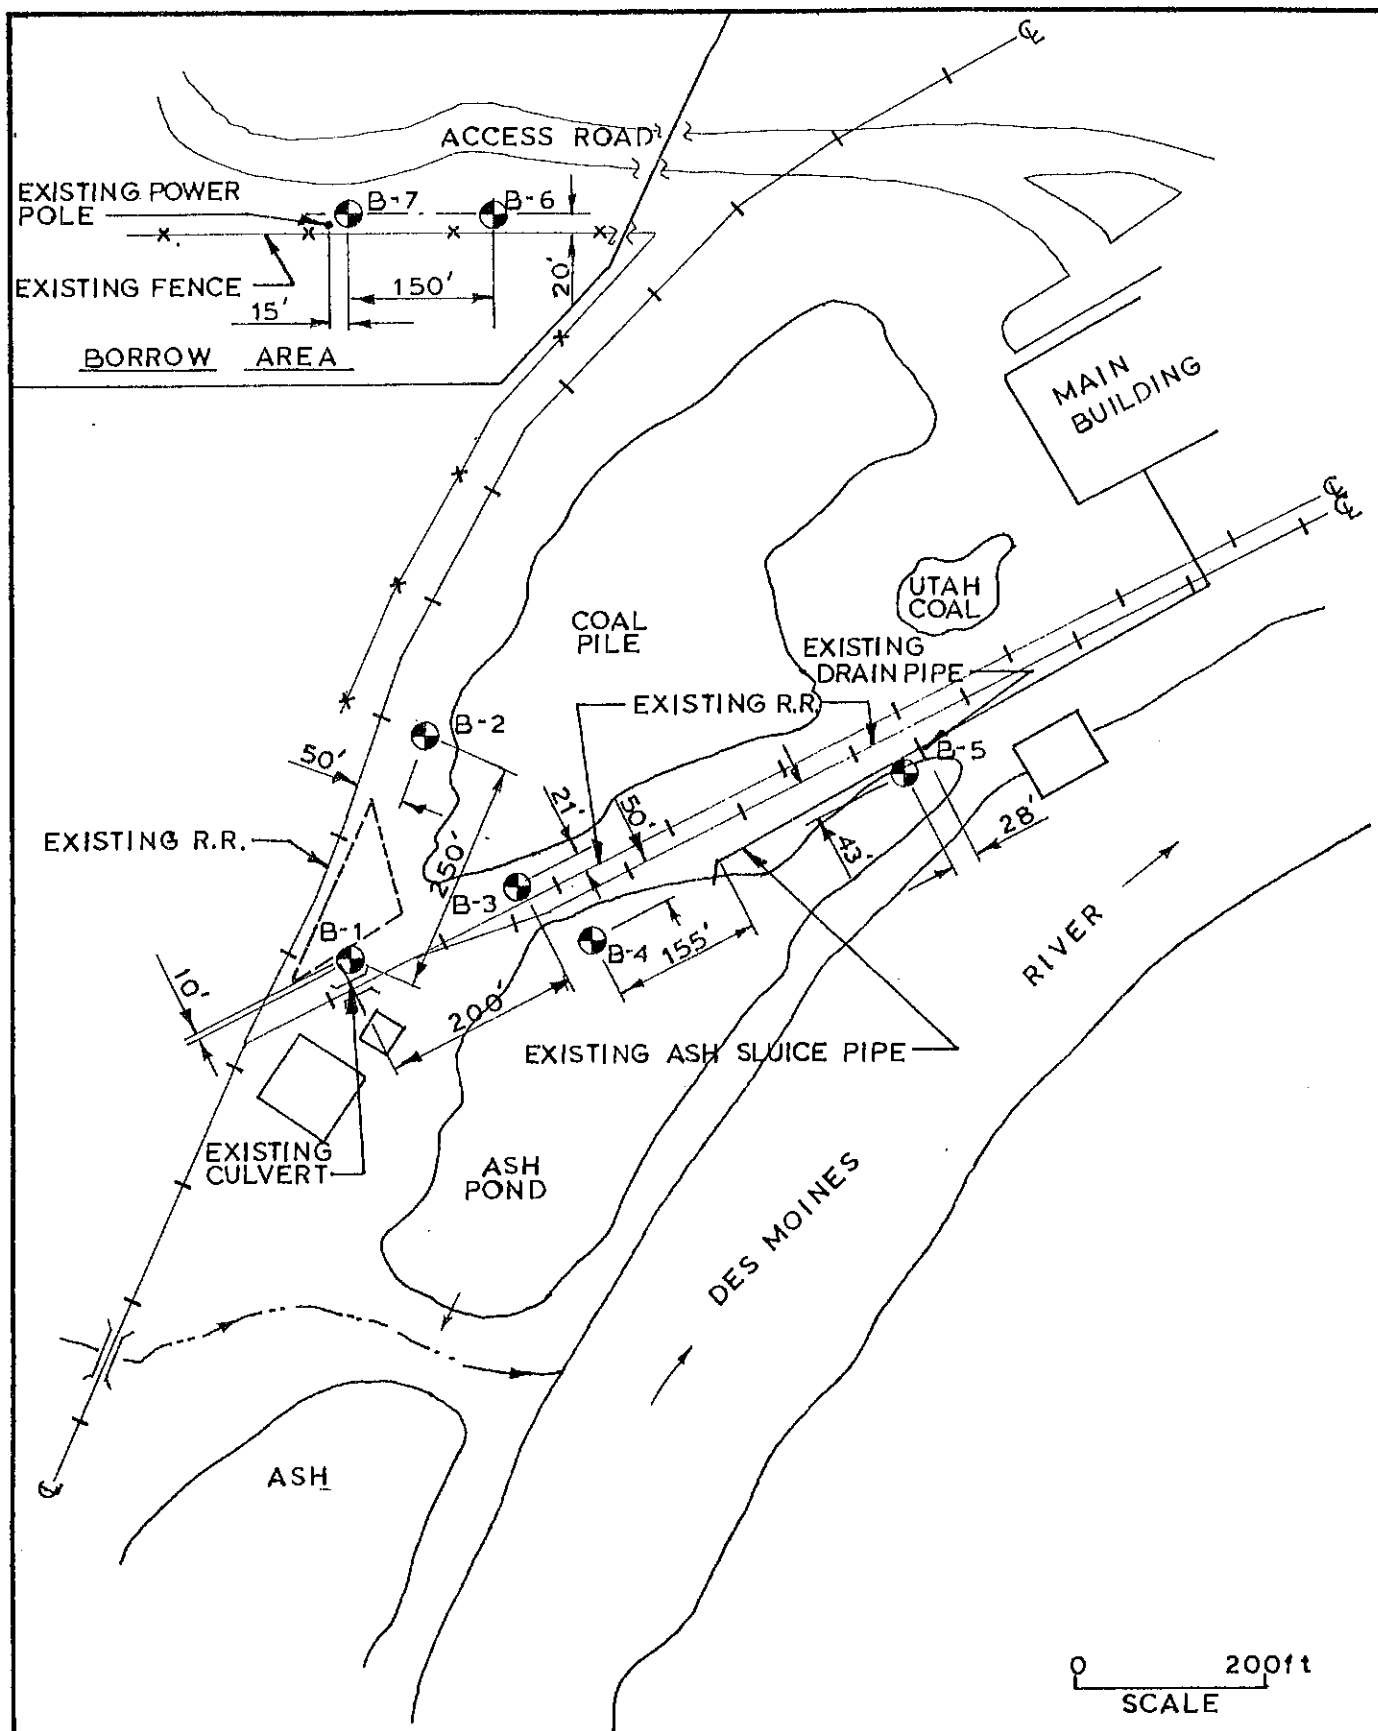 ℄
ACCESS ROAD
EXISTING POWER
POLE
B-7
B-6
EXISTING FENCE
150'
20'
15'
BORROW AREA
MAIN
BUILDING
℄
℄
UTAH
COAL
COAL
PILE
EXISTING
DRAIN PIPE
EXISTING R.R.
B-2
B-5
50'
21'
50'
28'
43'
EXISTING R.R.
250'
B-3
B-1
B-4
155'
10'
200'
RIVER
EXISTING ASH SLUICE PIPE
EXISTING
CULVERT
ASH
POND
DES MOINES
ASH
℄
0 200ft
SCALE